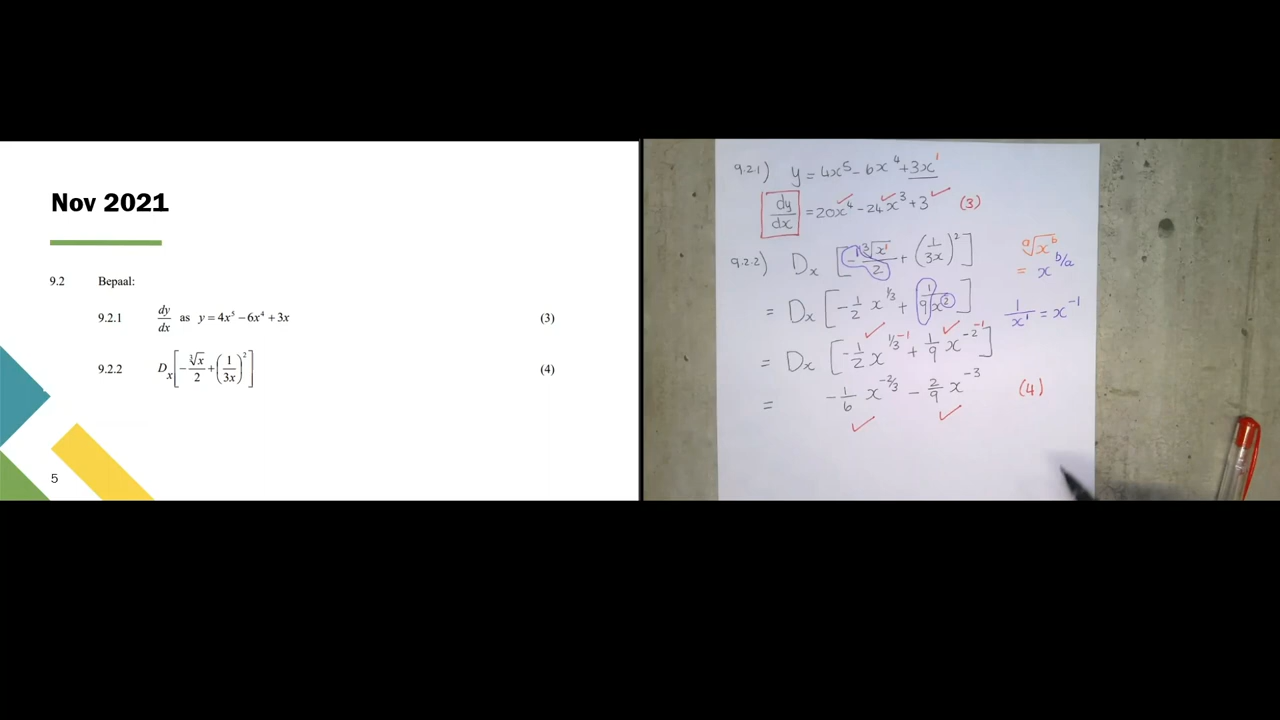 Nov 2021
9.2 Bepaal:
9.2.1 dy/dx as y = 4x⁵ − 6x⁴ + 3x (3)
9.2.2 Dₓ[−∛x/2 + (1/3x)²] (4)
5
9.2.1) y = 4x⁵ − 6x⁴ + 3x¹
dy/dx = 20x⁴ − 24x³ + 3 (3)
9.2.2) Dₓ [−1∛x¹/2 + (1/3x)²]
ᵃ√xᵇ
= x^(b/a)
= Dₓ [−1/2 x^(1/3) + 1/9x²]
1/x¹ = x⁻¹
= Dₓ [−1/2 x^(1/3 −1) + 1/9 x^(−2 −1)]
= −1/6 x^(−2/3) − 2/9 x⁻³ (4)